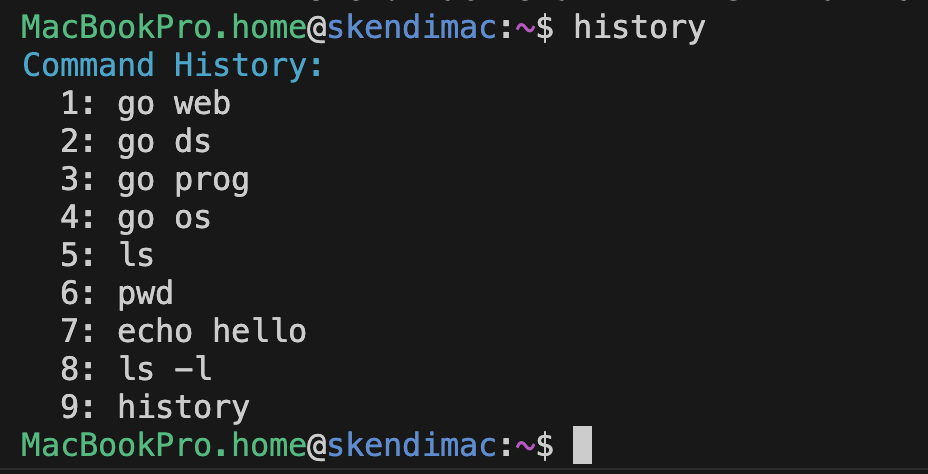 MacBookPro.home@skendimac:~$ history
Command History:
1: go web
2: go ds
3: go prog
4: go os
5: ls
6: pwd
7: echo hello
8: ls -l
9: history
MacBookPro.home@skendimac:~$